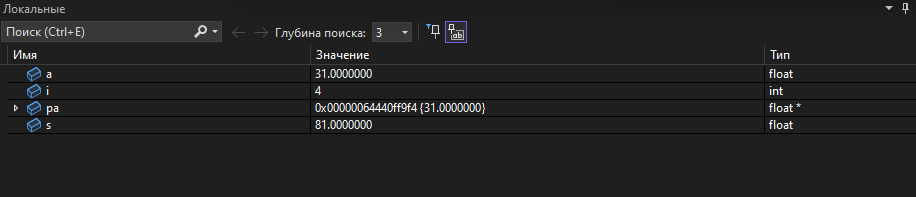 Локальные
Поиск (Ctrl+E) Глубина поиска: 3
Имя Значение Тип
a 31.0000000 float
i 4 int
pa 0x00000064440ff9f4 {31.0000000} float *
s 81.0000000 float